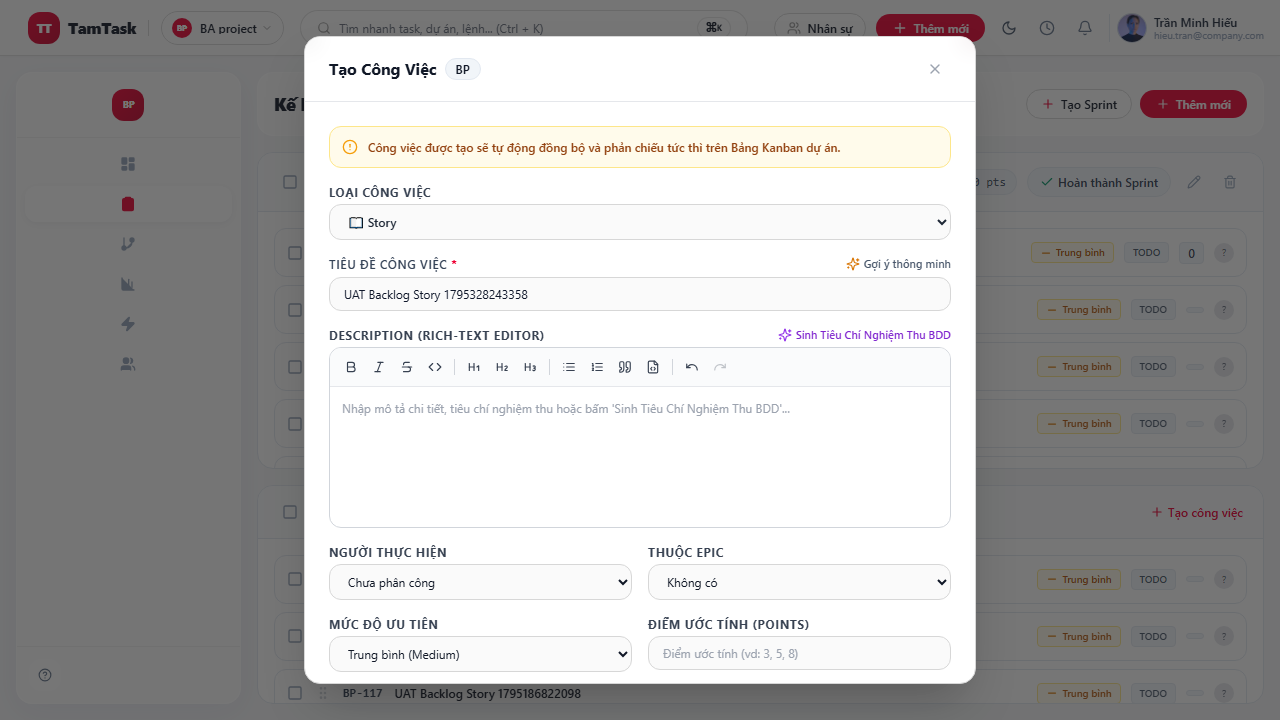 TT TamTask
BP BA project
Tìm nhanh task, dự án, lệnh... (Ctrl + K)
⌘K
Nhân sự
Thêm mới
Trần Minh Hiếu
hieu.tran@company.com
BP
Tạo Sprint
Thêm mới
pts
Hoàn thành Sprint
Trung bình TODO 0 ?
Trung bình TODO ?
Trung bình TODO ?
Trung bình TODO ?
Tạo công việc
Trung bình TODO ?
Trung bình TODO ?
BP-117 UAT Backlog Story 1795186822098 Trung bình TODO ?
Tạo Công Việc BP
Công việc được tạo sẽ tự động đồng bộ và phản chiếu tức thì trên Bảng Kanban dự án.
LOẠI CÔNG VIỆC
Story
TIÊU ĐỀ CÔNG VIỆC *
Gợi ý thông minh
UAT Backlog Story 1795328243358
DESCRIPTION (RICH-TEXT EDITOR)
Sinh Tiêu Chí Nghiệm Thu BDD
B I S <> H1 H2 H3
Nhập mô tả chi tiết, tiêu chí nghiệm thu hoặc bấm 'Sinh Tiêu Chí Nghiệm Thu BDD'...
NGƯỜI THỰC HIỆN
THUỘC EPIC
Chưa phân công
Không có
MỨC ĐỘ ƯU TIÊN
ĐIỂM ƯỚC TÍNH (POINTS)
Trung bình (Medium)
Điểm ước tính (vd: 3, 5, 8)